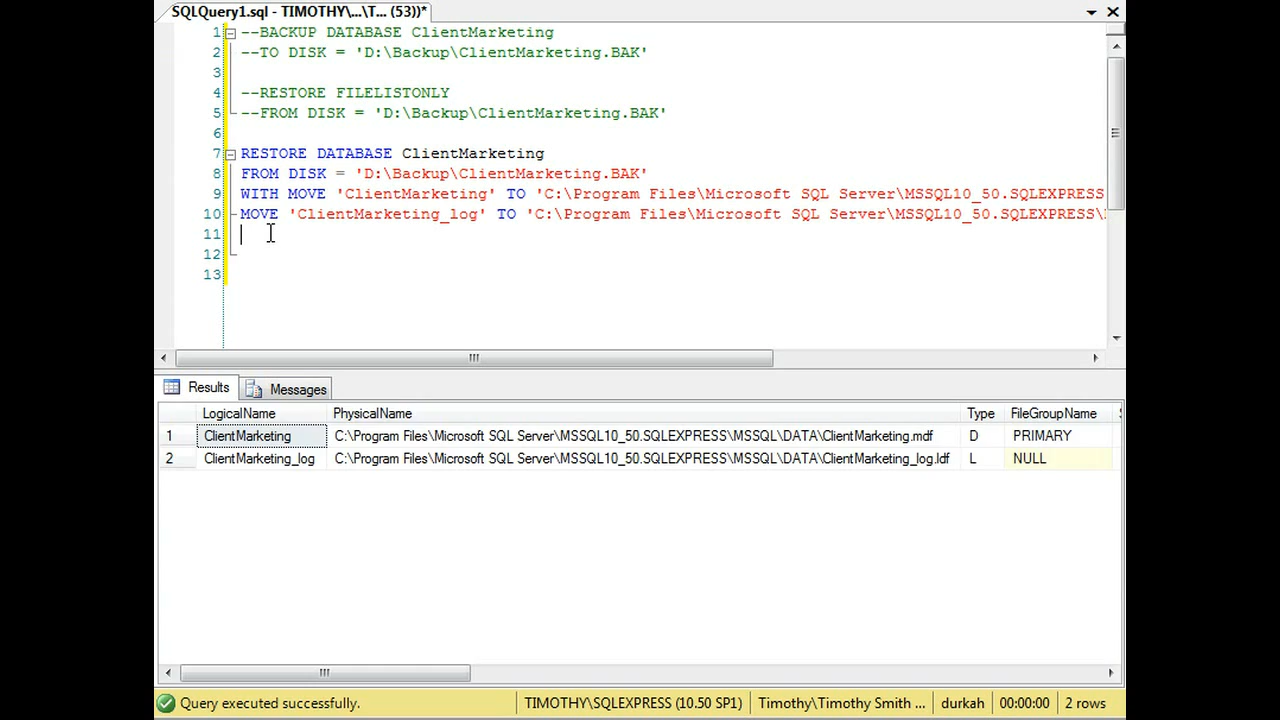 SQLQuery1.sql - TIMOTHY\...\T... (53))*
1 --BACKUP DATABASE ClientMarketing
2 --TO DISK = 'D:\Backup\ClientMarketing.BAK'
3
4 --RESTORE FILELISTONLY
5 --FROM DISK = 'D:\Backup\ClientMarketing.BAK'
6
7 RESTORE DATABASE ClientMarketing
8 FROM DISK = 'D:\Backup\ClientMarketing.BAK'
9 WITH MOVE 'ClientMarketing' TO 'C:\Program Files\Microsoft SQL Server\MSSQL10_50.SQLEXPRESS
10 MOVE 'ClientMarketing_log' TO 'C:\Program Files\Microsoft SQL Server\MSSQL10_50.SQLEXPRESS\
11
12
13
Results Messages
LogicalName PhysicalName Type FileGroupName
1 ClientMarketing C:\Program Files\Microsoft SQL Server\MSSQL10_50.SQLEXPRESS\MSSQL\DATA\ClientMarketing.mdf D PRIMARY
2 ClientMarketing_log C:\Program Files\Microsoft SQL Server\MSSQL10_50.SQLEXPRESS\MSSQL\DATA\ClientMarketing_log.ldf L NULL
Query executed successfully. TIMOTHY\SQLEXPRESS (10.50 SP1) Timothy\Timothy Smith ... durkah 00:00:00 2 rows